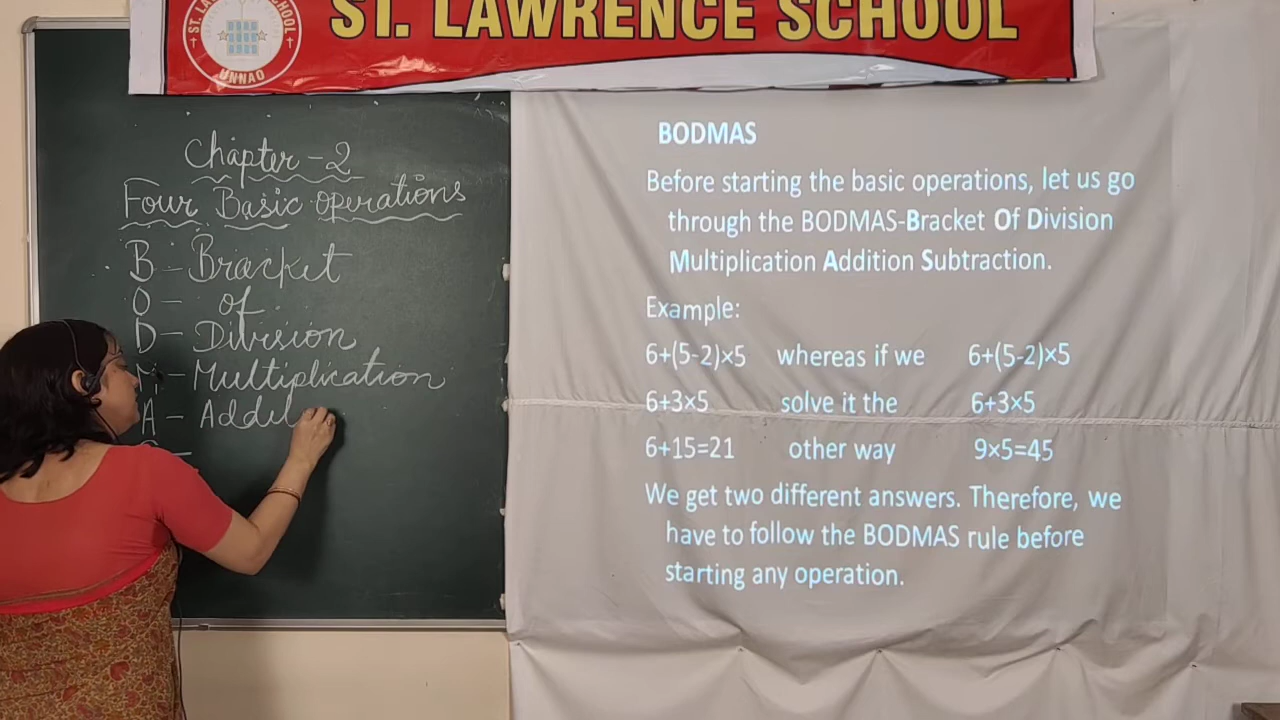 ST. LAWRENCE SCHOOL
UNNAO
Chapter - 2
Four Basic operations
B - Bracket
O - of
D - Division
M - Multiplication
A - Addi
BODMAS
Before starting the basic operations, let us go
through the BODMAS-Bracket Of Division
Multiplication Addition Subtraction.
Example:
6+(5-2)×5 whereas if we 6+(5-2)×5
6+3×5 solve it the 6+3×5
6+15=21 other way 9×5=45
We get two different answers. Therefore, we
have to follow the BODMAS rule before
starting any operation.